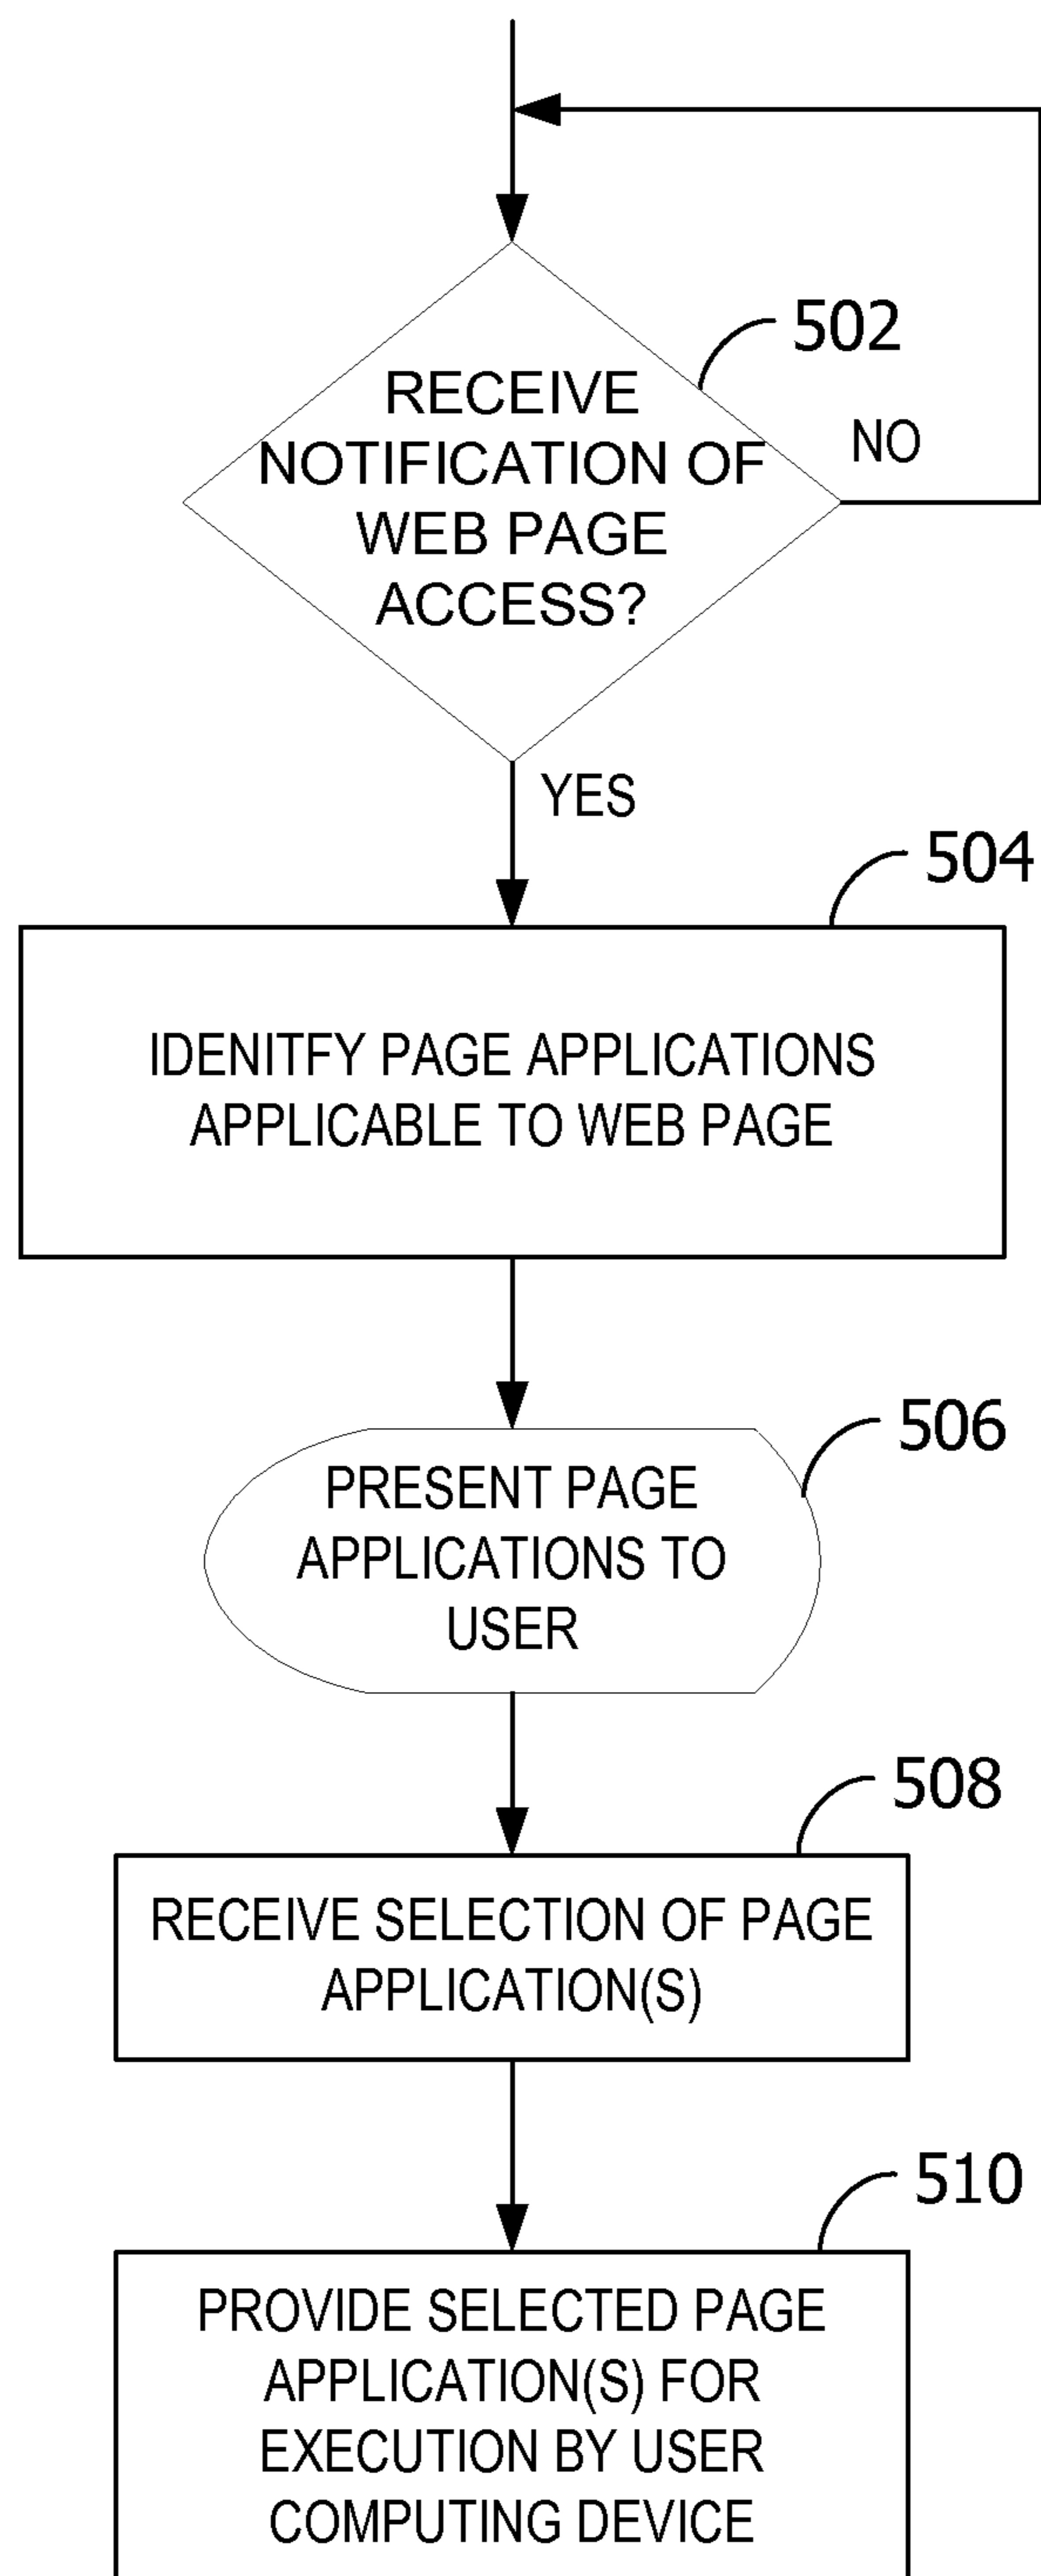 502
RECEIVE
NOTIFICATION OF
WEB PAGE
ACCESS?
NO
YES
504
IDENITFY PAGE APPLICATIONS
APPLICABLE TO WEB PAGE
506
PRESENT PAGE
APPLICATIONS TO
USER
508
RECEIVE SELECTION OF PAGE
APPLICATION(S)
510
PROVIDE SELECTED PAGE
APPLICATION(S) FOR
EXECUTION BY USER
COMPUTING DEVICE